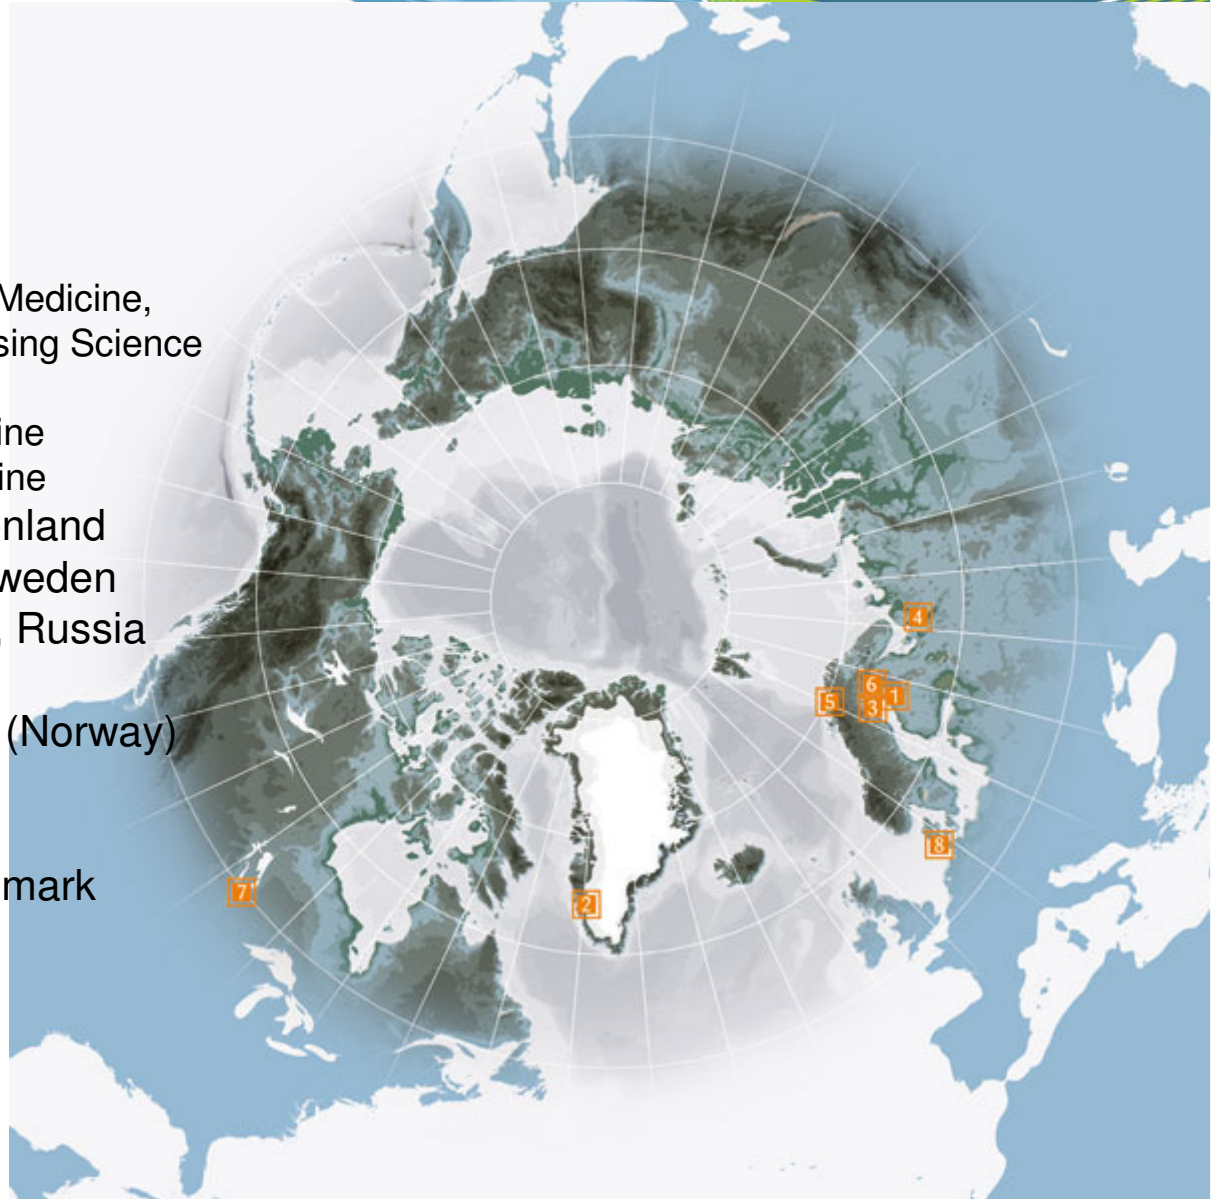 Medicine,
sing Science
ine
ine
nland
weden
, Russia
(Norway)
mark
4
6
1
5
3
8
7
2